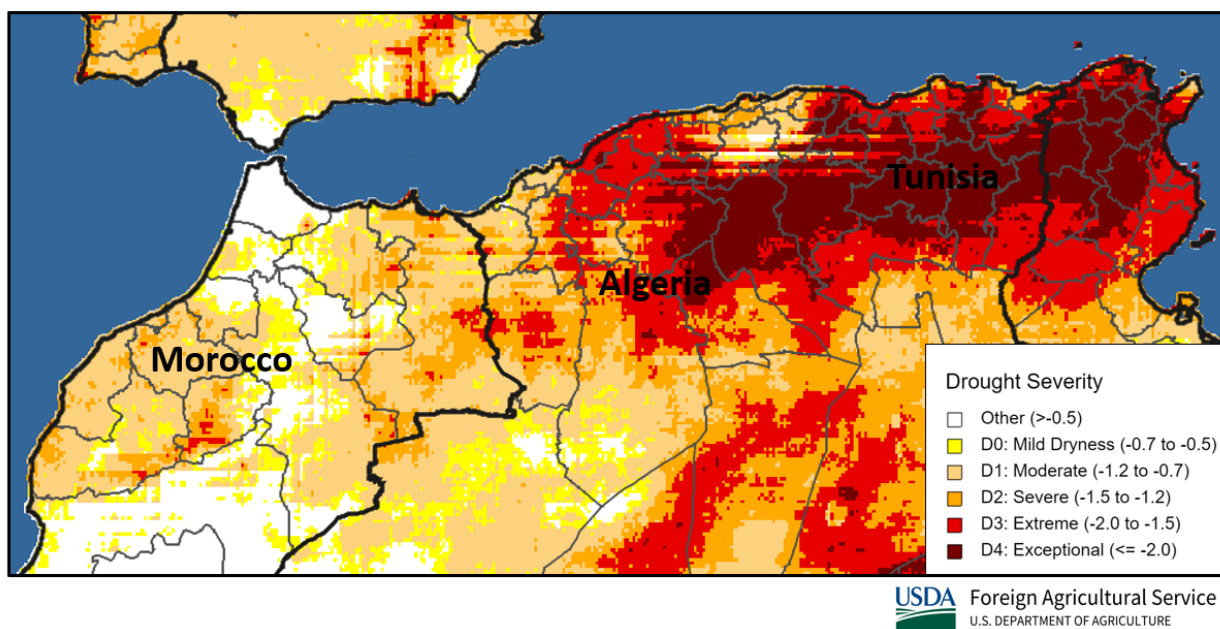 Tunisia
Algeria
Morocco
Drought Severity
Other (>-0.5)
D0: Mild Dryness (-0.7 to -0.5)
D1: Moderate (-1.2 to -0.7)
D2: Severe (-1.5 to -1.2)
D3: Extreme (-2.0 to -1.5)
D4: Exceptional (<= -2.0)
USDA
Foreign Agricultural Service
U.S. DEPARTMENT OF AGRICULTURE